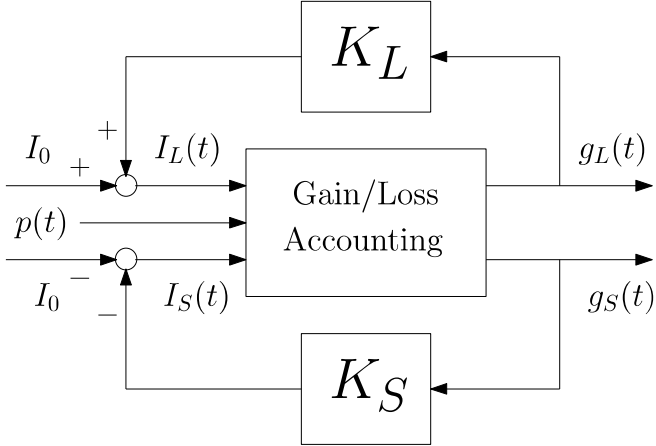 K_L
+
I_0
+
I_L(t)
g_L(t)
Gain/Loss
p(t)
Accounting
−
I_0
I_S(t)
g_S(t)
−
K_S